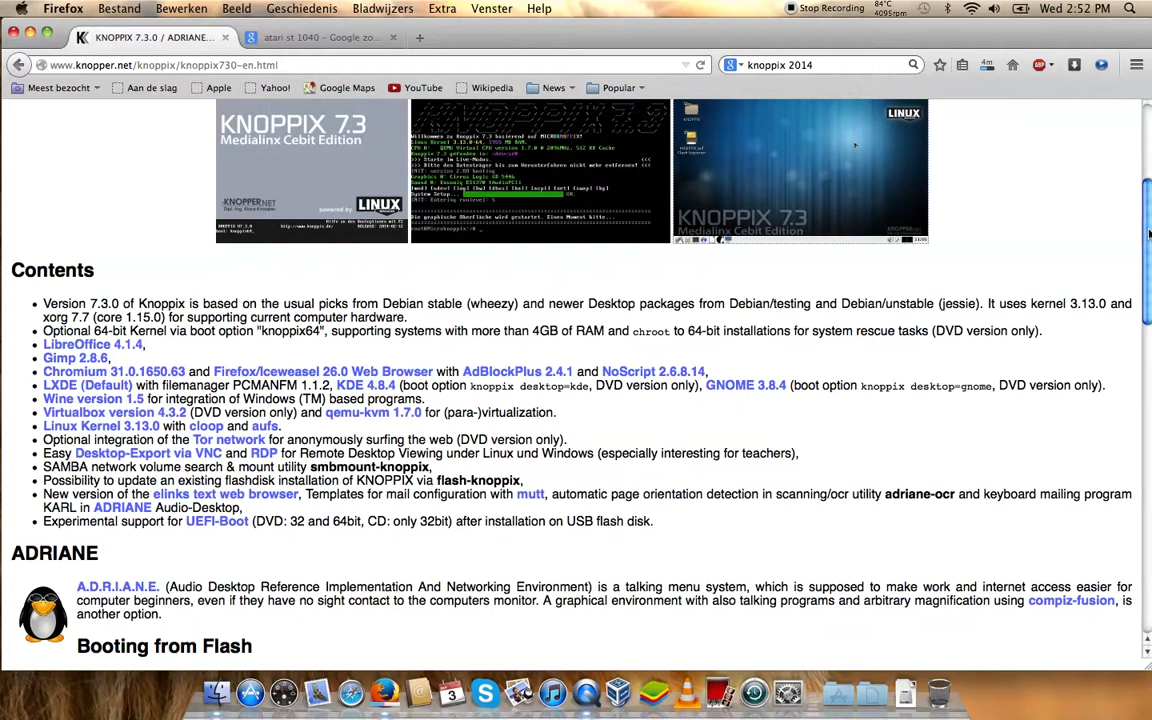 Firefox Bestand Bewerken Beeld Geschiedenis Bladwijzers Extra Venster Help Stop Recording 84°C 4095rpm Wed 2:52 PM
KNOPPIX 7.3.0 / ADRIANE... atari st 1040 – Google zo...
www.knopper.net/knoppix/knoppix730-en.html knoppix 2014 4m ABP
Meest bezocht Aan de slag Apple Yahoo! Google Maps YouTube Wikipedia News Popular
KNOPPIX 7.3
Medialinx Cebit Edition
KNOPPERNET
powered by LINUX
Willkommen zu Knoppix 7.3 basierend auf MICROKNOPPIX!
LINUX
KNOPPIX 7.3
Medialinx Cebit Edition
Contents
Version 7.3.0 of Knoppix is based on the usual picks from Debian stable (wheezy) and newer Desktop packages from Debian/testing and Debian/unstable (jessie). It uses kernel 3.13.0 and
xorg 7.7 (core 1.15.0) for supporting current computer hardware.
Optional 64-bit Kernel via boot option "knoppix64", supporting systems with more than 4GB of RAM and chroot to 64-bit installations for system rescue tasks (DVD version only).
LibreOffice 4.1.4,
Gimp 2.8.6,
Chromium 31.0.1650.63 and Firefox/Iceweasel 26.0 Web Browser with AdBlockPlus 2.4.1 and NoScript 2.6.8.14,
LXDE (Default) with filemanager PCMANFM 1.1.2, KDE 4.8.4 (boot option knoppix desktop=kde, DVD version only), GNOME 3.8.4 (boot option knoppix desktop=gnome, DVD version only).
Wine version 1.5 for integration of Windows (TM) based programs.
Virtualbox version 4.3.2 (DVD version only) and qemu-kvm 1.7.0 for (para-)virtualization.
Linux Kernel 3.13.0 with cloop and aufs.
Optional integration of the Tor network for anonymously surfing the web (DVD version only).
Easy Desktop-Export via VNC and RDP for Remote Desktop Viewing under Linux und Windows (especially interesting for teachers),
SAMBA network volume search & mount utility smbmount-knoppix,
Possibility to update an existing flashdisk installation of KNOPPIX via flash-knoppix,
New version of the elinks text web browser, Templates for mail configuration with mutt, automatic page orientation detection in scanning/ocr utility adriane-ocr and keyboard mailing program
KARL in ADRIANE Audio-Desktop,
Experimental support for UEFI-Boot (DVD: 32 and 64bit, CD: only 32bit) after installation on USB flash disk.
ADRIANE
A.D.R.I.A.N.E. (Audio Desktop Reference Implementation And Networking Environment) is a talking menu system, which is supposed to make work and internet access easier for
computer beginners, even if they have no sight contact to the computers monitor. A graphical environment with also talking programs and arbitrary magnification using compiz-fusion, is
another option.
Booting from Flash
3